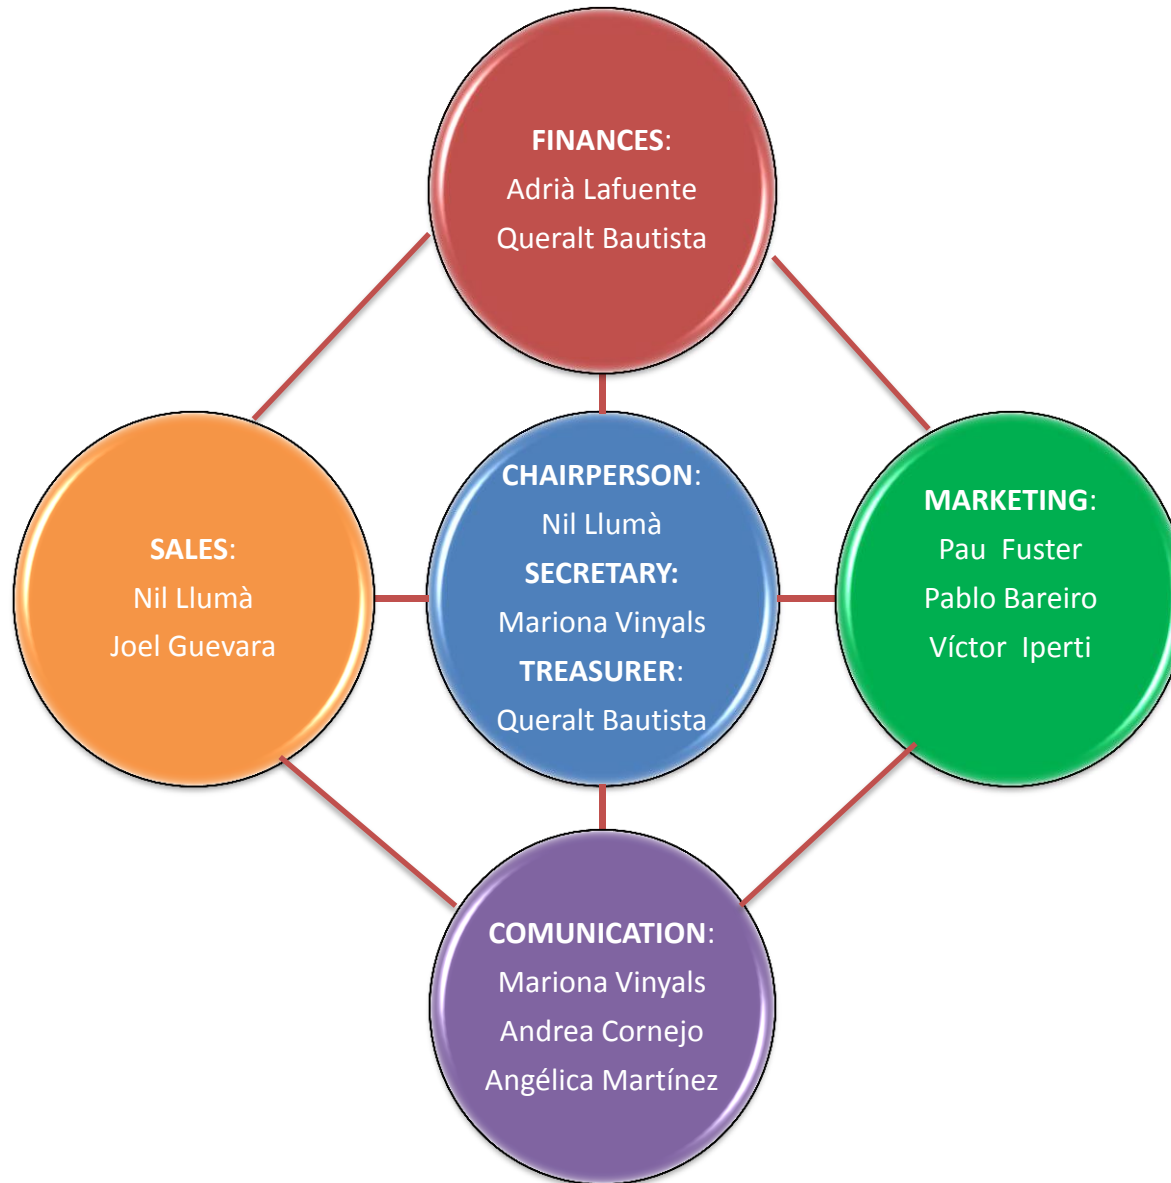 FINANCES:
Adrià Lafuente
Queralt Bautista
SALES:
Nil Llumà
Joel Guevara
CHAIRPERSON:
Nil Llumà
SECRETARY:
Mariona Vinyals
TREASURER:
Queralt Bautista
MARKETING:
Pau Fuster
Pablo Bareiro
Víctor Iperti
COMUNICATION:
Mariona Vinyals
Andrea Cornejo
Angélica Martínez